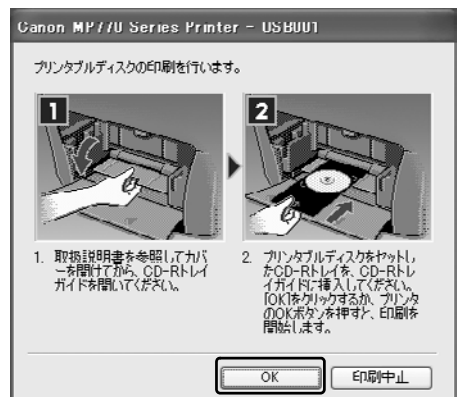 Canon MP770 Series Printer - USB001
プリンタブルディスクの印刷を行います。
1
2
1. 取扱説明書を参照してカバ
ーを開けてから、CD-Rトレイ
ガイドを開いてください。
2. プリンタブルディスクをセットし
たCD-Rトレイを、CD-Rトレ
イガイドに挿入してください。
[OK]をクリックするか、プリンタ
のOKボタンを押すと、印刷を
開始します。
OK
印刷中止